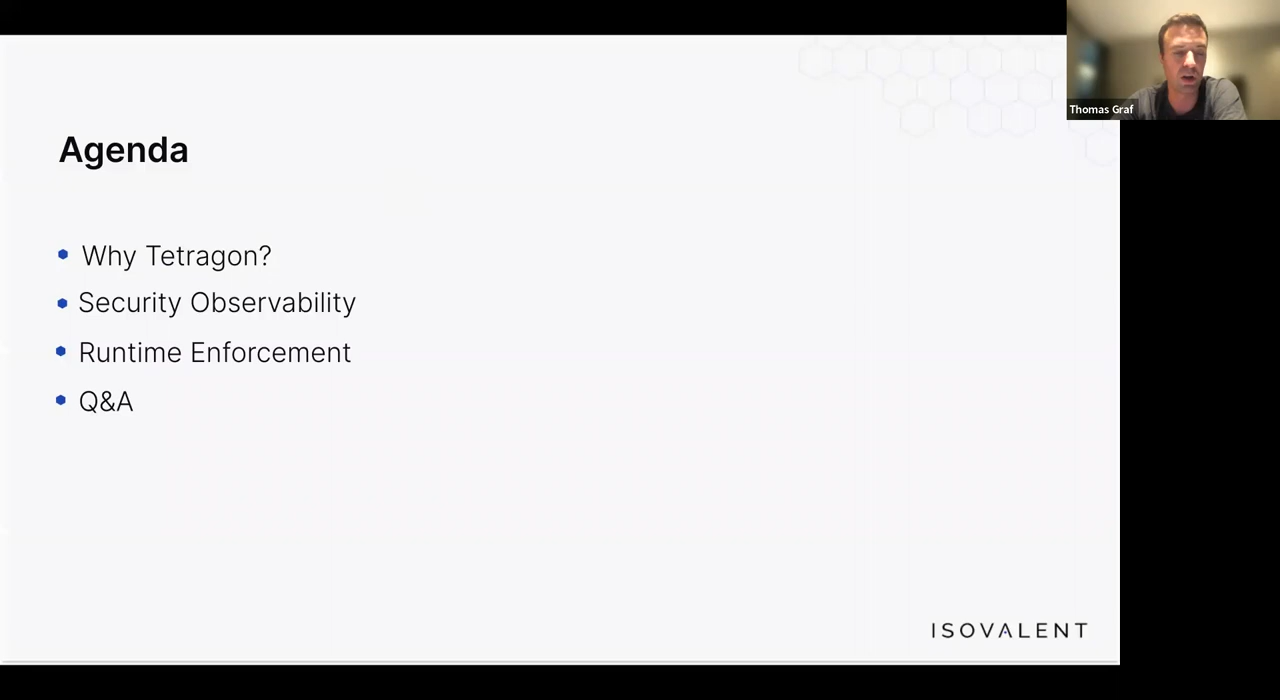 Thomas Graf
Agenda
Why Tetragon?
Security Observability
Runtime Enforcement
Q&A
ISOVALENT